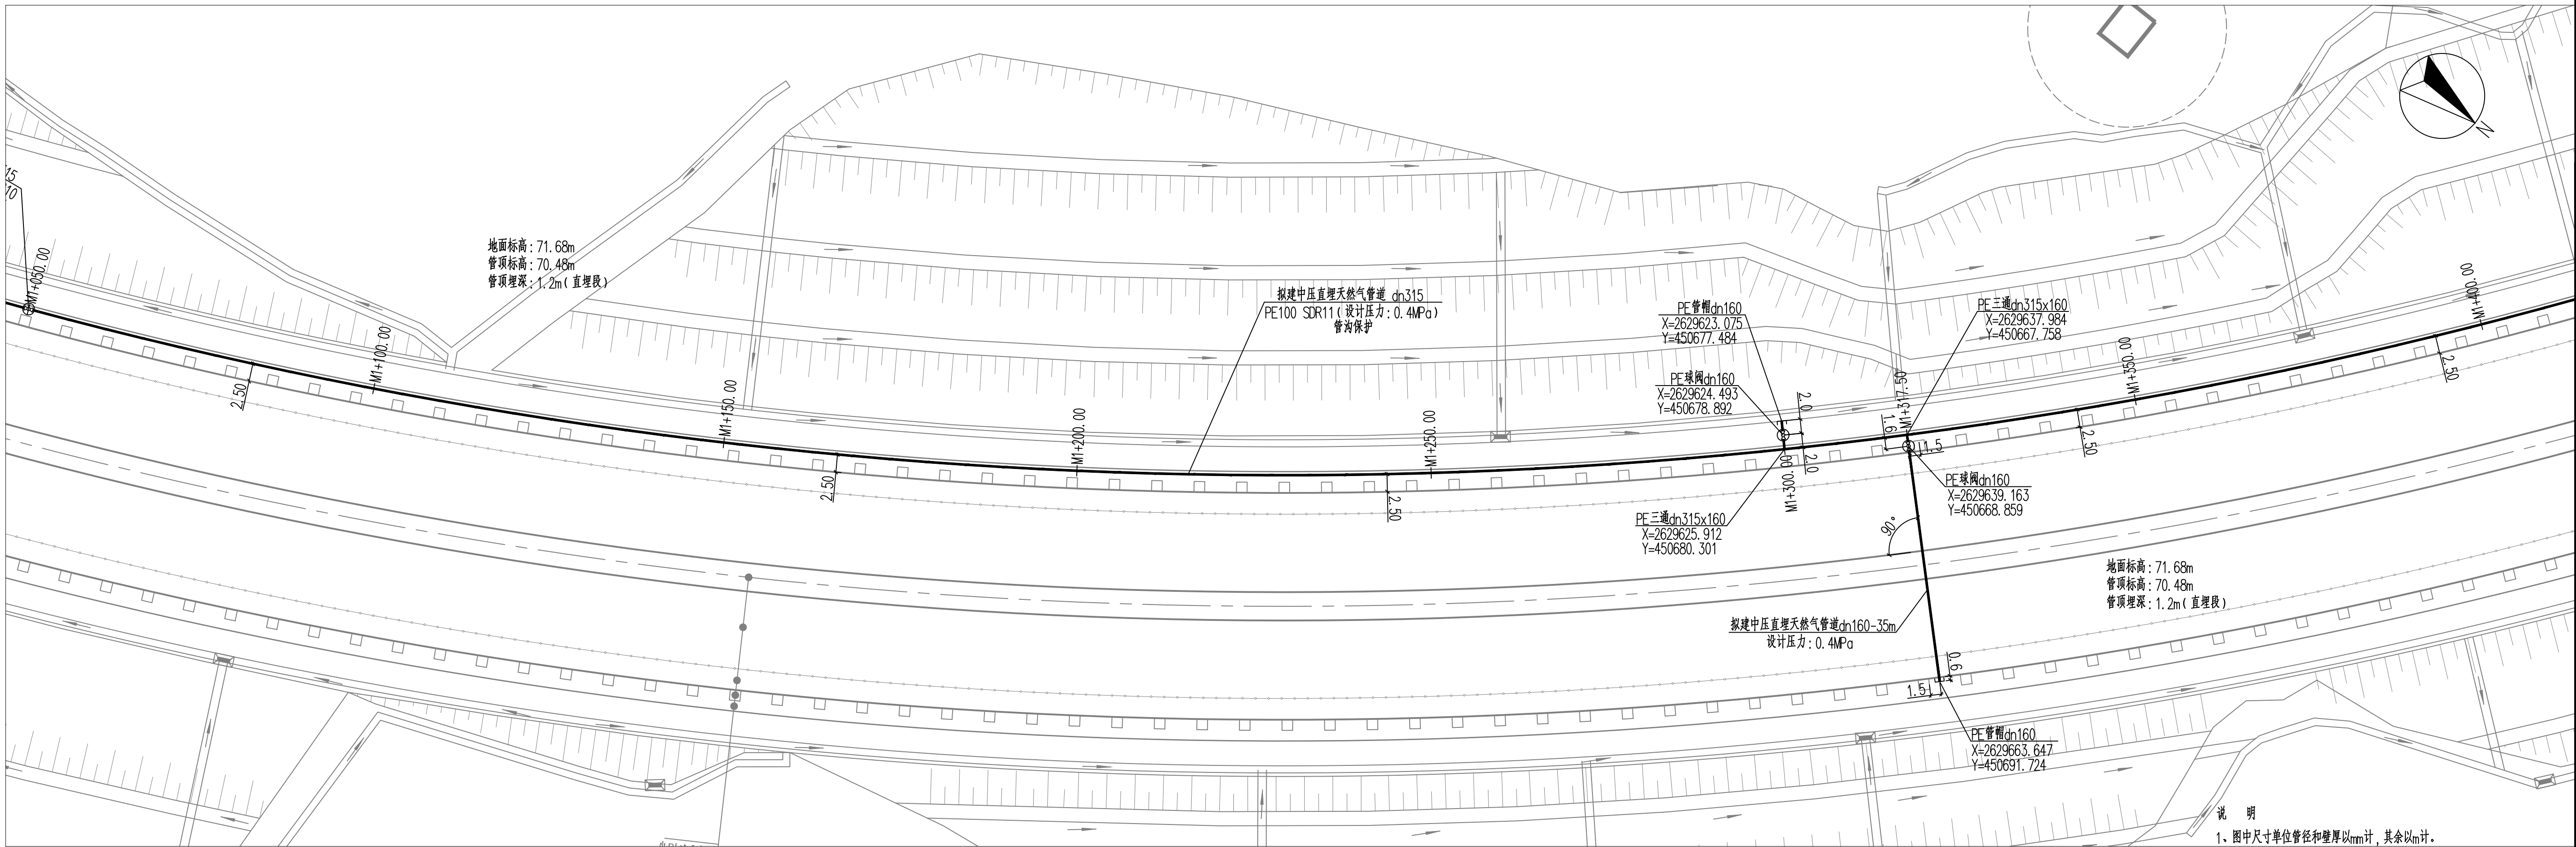 M1+050.00
地面标高：71.68m
管顶标高：70.48m
管顶埋深：1.2m（直埋段）
2.50
M1+100.00
M1+150.00
2.50
M1+200.00
拟建中压直埋天然气管道 dn315
PE100 SDR11（设计压力：0.4MPa）
管沟保护
2.50
M1+250.00
PE管帽dn160
X=2629623.075
Y=450677.484
PE球阀dn160
X=2629624.493
Y=450678.892
2.0
2.0
M1+300.00
PE三通dn315x160
X=2629625.912
Y=450680.301
PE三通dn315x160
X=2629637.984
Y=450667.758
M1+317.50
1.6
1.5
PE球阀dn160
X=2629639.163
Y=450668.859
90°
2.50
M1+350.00
2.50
M1+400.00
N
地面标高：71.68m
管顶标高：70.48m
管顶埋深：1.2m（直埋段）
拟建中压直埋天然气管道dn160-35m
设计压力：0.4MPa
0.6
1.5
PE管帽dn160
X=2629663.647
Y=450691.724
说 明
1、图中尺寸单位管径和壁厚以mm计，其余以m计。